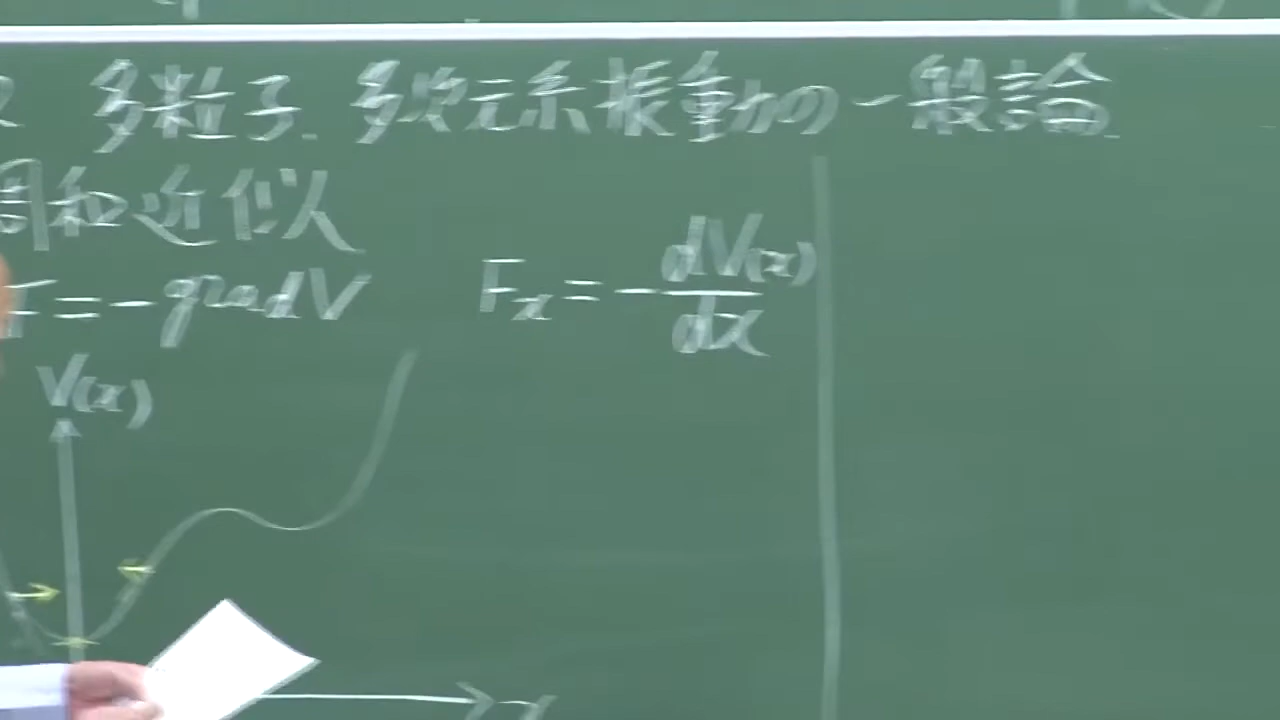 多粒子、多次元系振動の一般論
調和近似
F = - grad V
F_x = - dV(x)/dx
V(x)
x